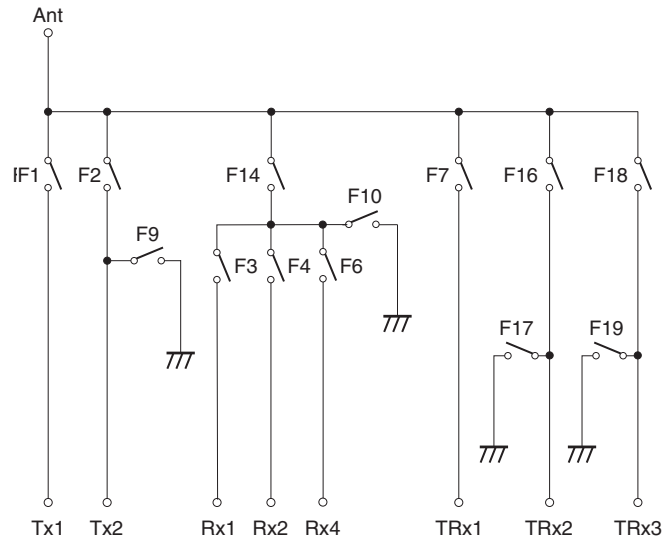 Ant
F1 F2 F14 F7 F16 F18
F10
F9
F3 F4 F6
F17 F19
Tx1 Tx2 Rx1 Rx2 Rx4 TRx1 TRx2 TRx3